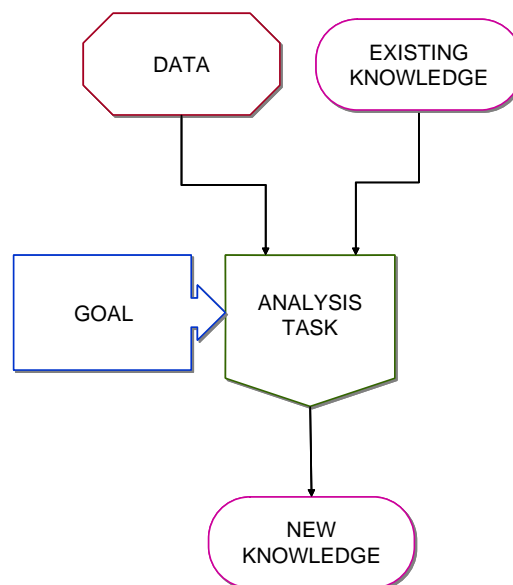 DATA
EXISTING
KNOWLEDGE
GOAL
ANALYSIS
TASK
NEW
KNOWLEDGE